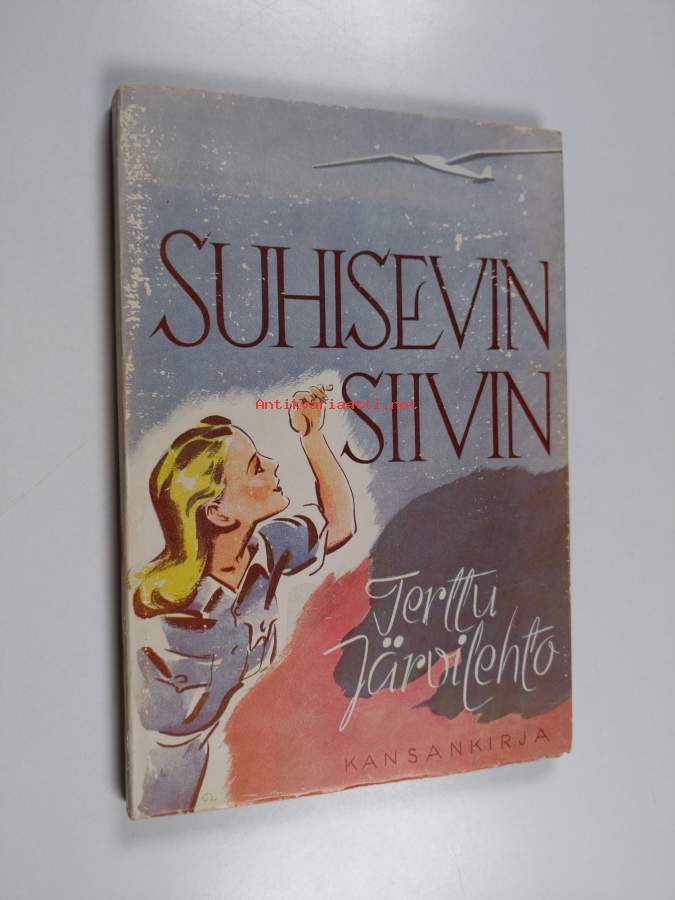 SUHISEVIN
Antikvariaatti.net
SIIVIN
Terttu
Järvilehto
KANSANKIRJA